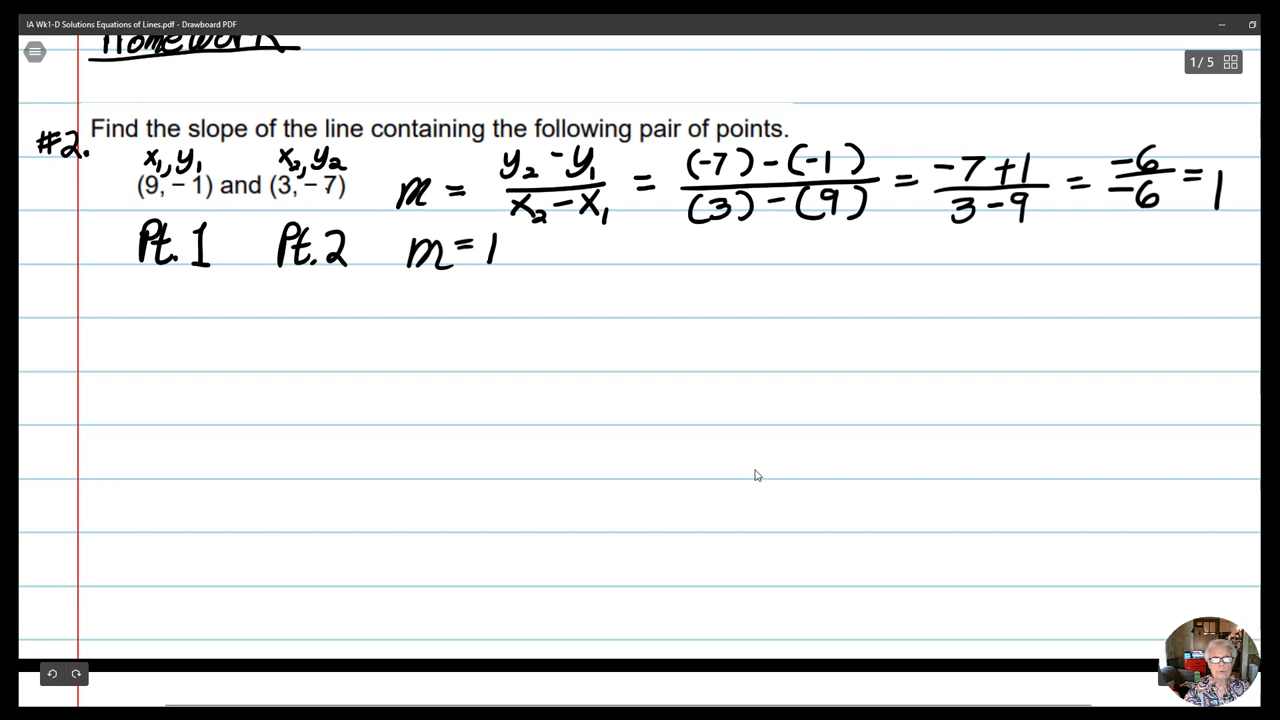 IA Wk1-D Solutions Equations of Lines.pdf - Drawboard PDF
Homework
1 / 5
#2. Find the slope of the line containing the following pair of points.
x₁, y₁ x₂, y₂
(9, − 1) and (3, − 7) m = y₂ - y₁ / x₂ - x₁ = (-7) - (-1) / (3) - (9) = -7 + 1 / 3 - 9 = -6 / -6 = 1
Pt. 1 Pt. 2 m = 1